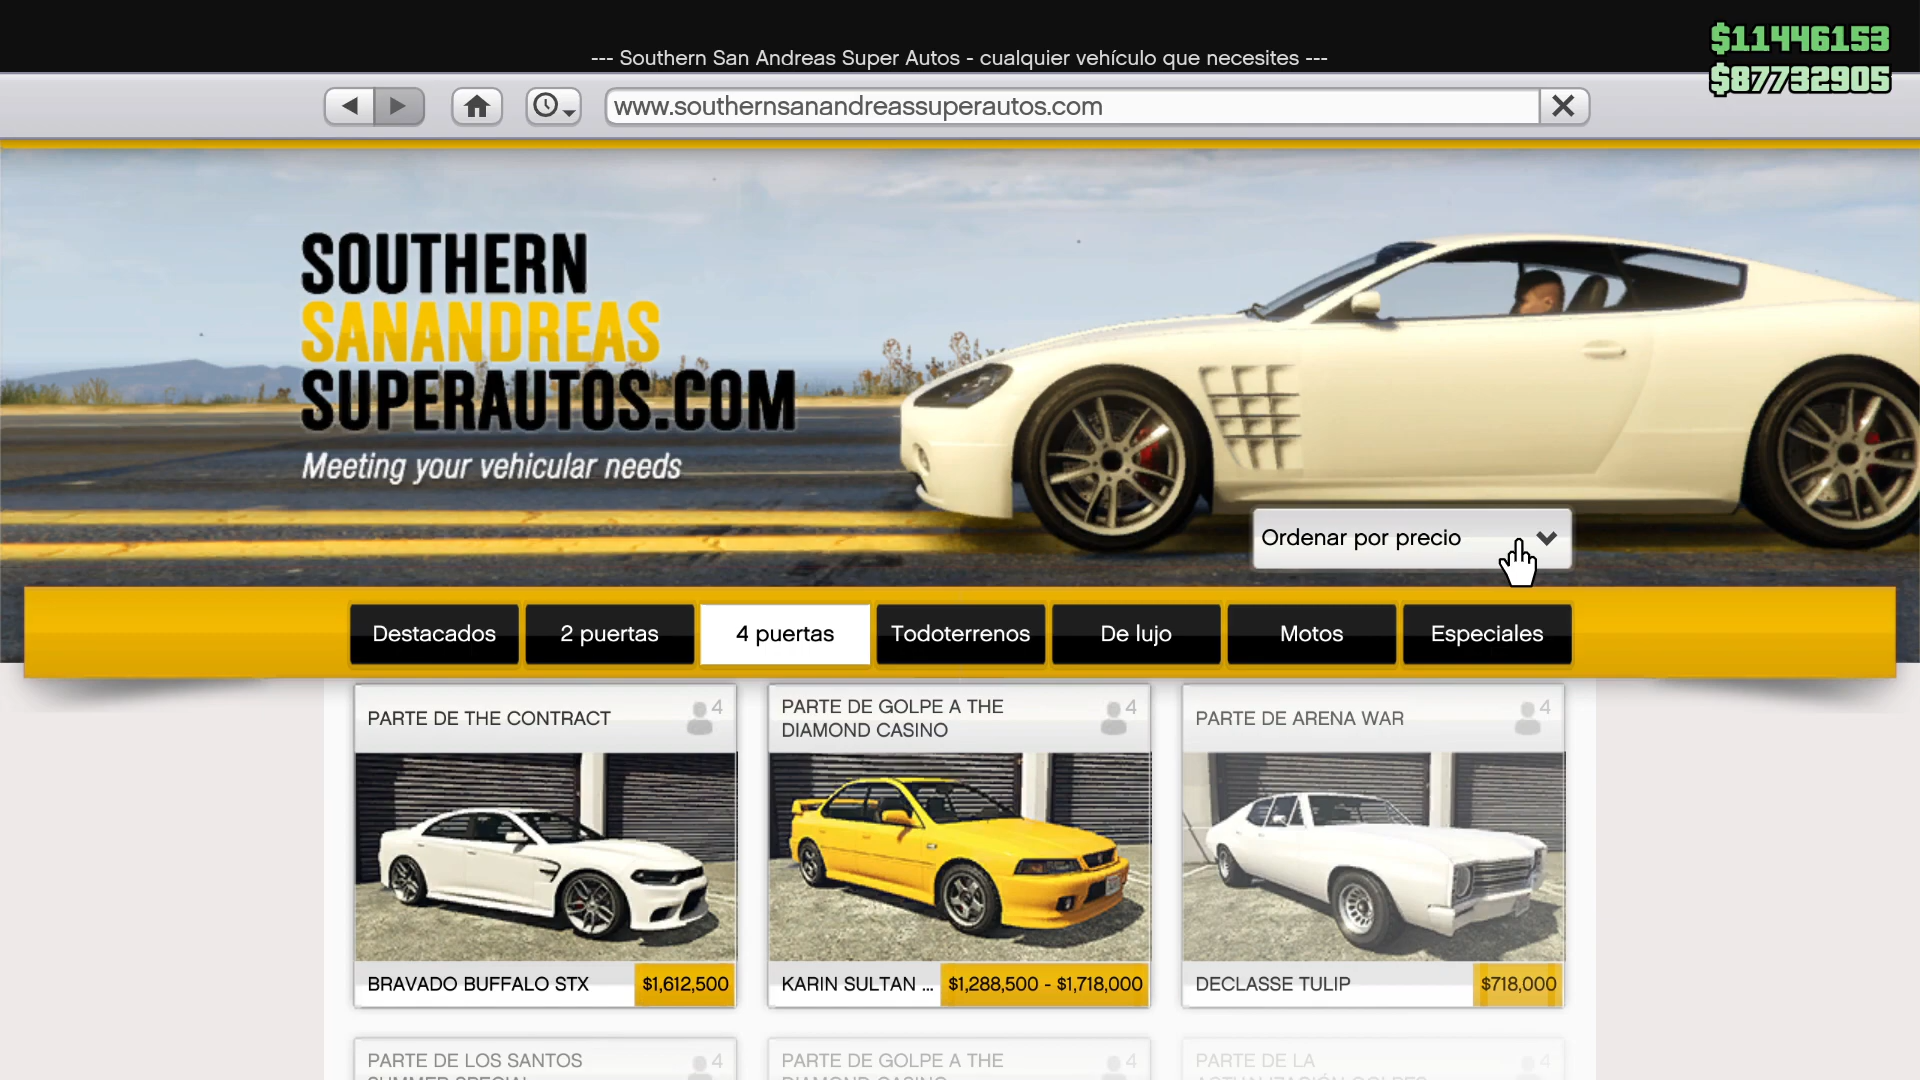 --- Southern San Andreas Super Autos - cualquier vehículo que necesites ---
$11446153
$87732905
www.southernsanandreassuperautos.com
SOUTHERN
SANANDREAS
SUPERAUTOS.COM
Meeting your vehicular needs
Ordenar por precio
Destacados
2 puertas
4 puertas
Todoterrenos
De lujo
Motos
Especiales
PARTE DE THE CONTRACT
4
PARTE DE GOLPE A THE
DIAMOND CASINO
4
PARTE DE ARENA WAR
4
BRAVADO BUFFALO STX
$1,612,500
KARIN SULTAN ...
$1,288,500 - $1,718,000
DECLASSE TULIP
$718,000
PARTE DE LOS SANTOS
SUMMER SPECIAL
4
PARTE DE GOLPE A THE
DIAMOND CASINO
4
PARTE DE LA
ACTUALIZACIÓN GOLPES
4